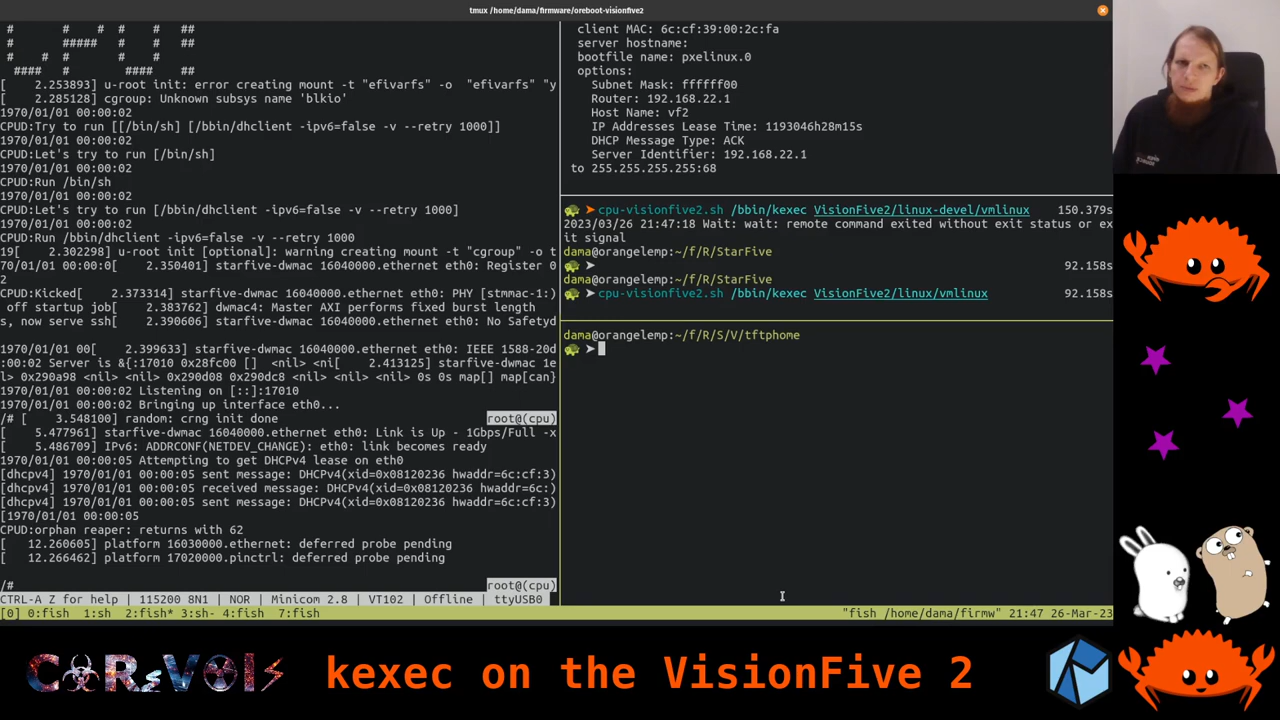 tmux /home/dama/firmware/oreboot-visionfive2
#       #     #  #    #    ##
#       #####    #    #    ##
#    #  #        #    #
####    #         ####    ##
[    2.253893] u-root init: error creating mount -t "efivarfs" -o  "efivarfs" "y
[    2.285128] cgroup: Unknown subsys name 'blkio'
1970/01/01 00:00:02
CPUD:Try to run [[/bin/sh] [/bbin/dhclient -ipv6=false -v --retry 1000]]
1970/01/01 00:00:02
CPUD:Let's try to run [/bin/sh]
1970/01/01 00:00:02
CPUD:Run /bin/sh
1970/01/01 00:00:02
CPUD:Let's try to run [/bbin/dhclient -ipv6=false -v --retry 1000]
1970/01/01 00:00:02
CPUD:Run /bbin/dhclient -ipv6=false -v --retry 1000
19[    2.302298] u-root init [optional]: warning creating mount -t "cgroup" -o t
70/01/01 00:00:0[    2.350401] starfive-dwmac 16040000.ethernet eth0: Register 0
2
CPUD:Kicked[    2.373314] starfive-dwmac 16040000.ethernet eth0: PHY [stmmac-1:)
 off startup job[    2.383762] dwmac4: Master AXI performs fixed burst length
s, now serve ssh[    2.390606] starfive-dwmac 16040000.ethernet eth0: No Safetyd

1970/01/01 00[    2.399633] starfive-dwmac 16040000.ethernet eth0: IEEE 1588-20d
:00:02 Server is &{:17010 0x28fc00 []  <nil> <ni[    2.413125] starfive-dwmac 1e
l> 0x290a98 <nil> <nil> 0x290d08 0x290dc8 <nil> <nil> <nil> 0s 0s map[] map[can}
1970/01/01 00:00:02 Listening on [::]:17010
1970/01/01 00:00:02 Bringing up interface eth0...
/# [    3.548100] random: crng init done root@(cpu)
[    5.477961] starfive-dwmac 16040000.ethernet eth0: Link is Up - 1Gbps/Full -x
[    5.486709] IPv6: ADDRCONF(NETDEV_CHANGE): eth0: link becomes ready
1970/01/01 00:00:05 Attempting to get DHCPv4 lease on eth0
[dhcpv4] 1970/01/01 00:00:05 sent message: DHCPv4(xid=0x08120236 hwaddr=6c:cf:3)
[dhcpv4] 1970/01/01 00:00:05 received message: DHCPv4(xid=0x08120236 hwaddr=6c:)
[dhcpv4] 1970/01/01 00:00:05 sent message: DHCPv4(xid=0x08120236 hwaddr=6c:cf:3)
[1970/01/01 00:00:05
CPUD:orphan reaper: returns with 62
[   12.260605] platform 16030000.ethernet: deferred probe pending
[   12.266462] platform 17020000.pinctrl: deferred probe pending

/# root@(cpu)
CTRL-A Z for help | 115200 8N1 | NOR | Minicom 2.8 | VT102 | Offline | ttyUSB0
client MAC: 6c:cf:39:00:2c:fa
server hostname:
bootfile name: pxelinux.0
options:
Subnet Mask: ffffff00
Router: 192.168.22.1
Host Name: vf2
IP Addresses Lease Time: 1193046h28m15s
DHCP Message Type: ACK
Server Identifier: 192.168.22.1
to 255.255.255.255:68
➤cpu-visionfive2.sh /bbin/kexec VisionFive2/linux-devel/vmlinux 150.379s
2023/03/26 21:47:18 Wait: wait: remote command exited without exit status or ex
it signal
dama@orangelemp:~/f/R/StarFive
➤ 92.158s
dama@orangelemp:~/f/R/StarFive
➤cpu-visionfive2.sh /bbin/kexec VisionFive2/linux/vmlinux 92.158s
dama@orangelemp:~/f/R/S/V/tftphome
➤
[0] 0:fish  1:sh  2:fish* 3:sh- 4:fish  7:fish "fish /home/dama/firmw" 21:47 26-Mar-23
kexec on the VisionFive 2